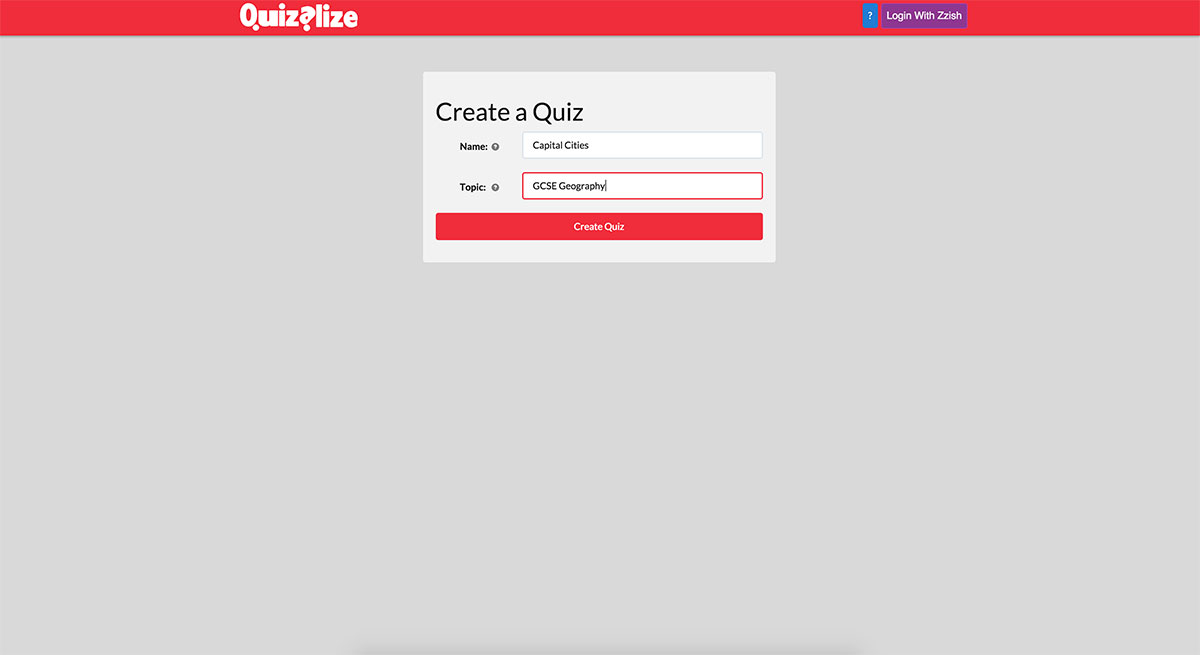 Quizalize
? Login With Zzish
Create a Quiz
Name: ? Capital Cities
Topic: ? GCSE Geography
Create Quiz